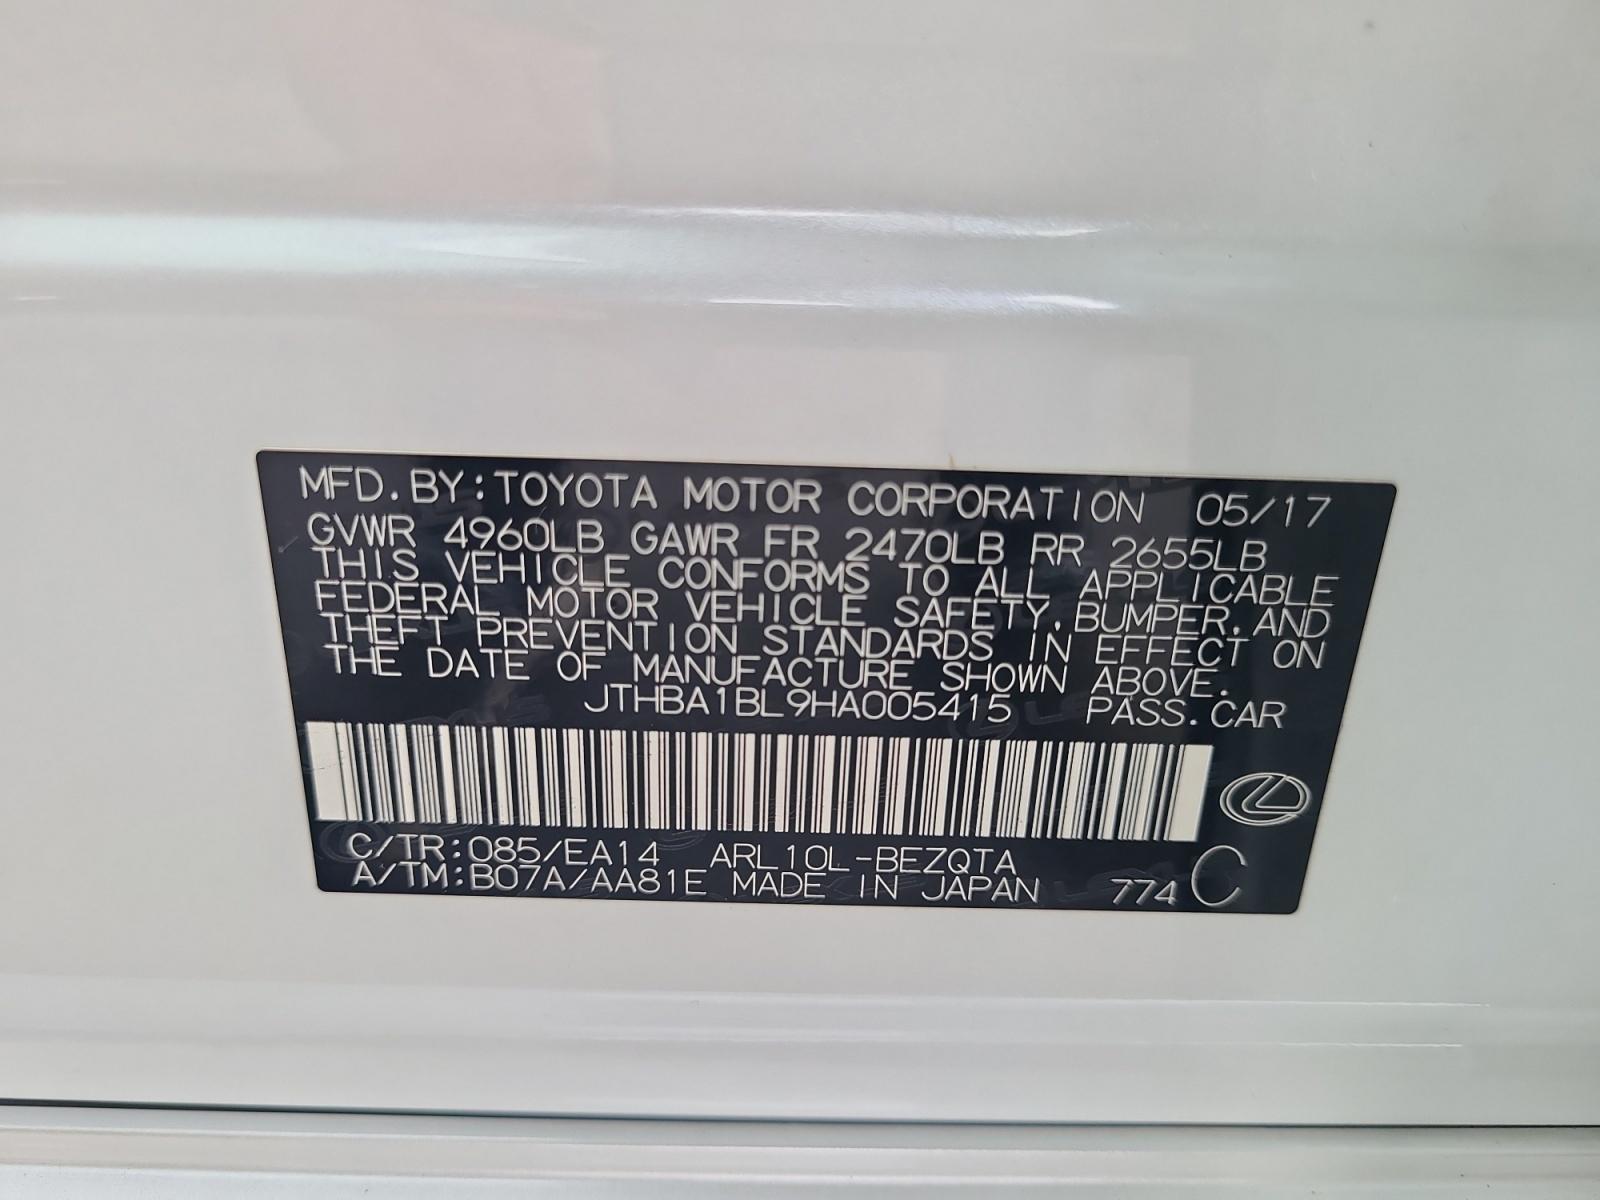 MFD.BY:TOYOTA MOTOR CORPORATION 05/17
GVWR 4960LB GAWR FR 2470LB RR 2655LB
THIS VEHICLE CONFORMS TO ALL APPLICABLE
FEDERAL MOTOR VEHICLE SAFETY,BUMPER,AND
THEFT PREVENTION STANDARDS IN EFFECT ON
THE DATE OF MANUFACTURE SHOWN ABOVE.
JTHBA1BL9HA005415 PASS.CAR
C/TR:085/EA14 ARL10L-BEZQTA
A/TM:B07A/AA81E MADE IN JAPAN 774 C